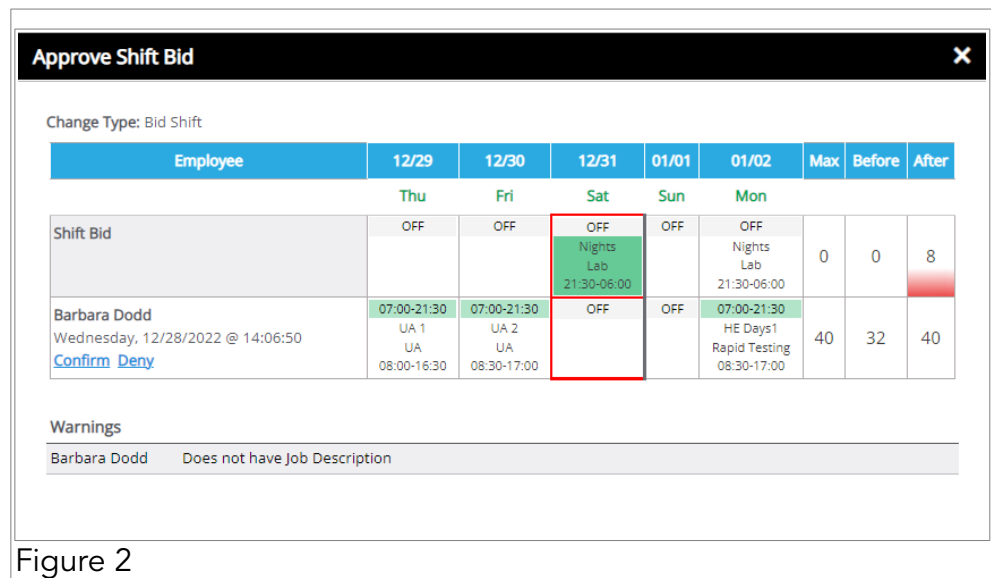 Approve Shift Bid
Change Type: Bid Shift
Employee 12/29 12/30 12/31 01/01 01/02 Max Before After
Thu Fri Sat Sun Mon
Shift Bid OFF OFF OFF OFF OFF
Nights Nights
Lab Lab 0 0 8
21:30-06:00 21:30-06:00
Barbara Dodd 07:00-21:30 07:00-21:30 OFF OFF 07:00-21:30
Wednesday, 12/28/2022 @ 14:06:50 UA 1 UA 2 HE Days1 40 32 40
Confirm Deny UA UA Rapid Testing
08:00-16:30 08:30-17:00 08:30-17:00
Warnings
Barbara Dodd Does not have Job Description
Figure 2